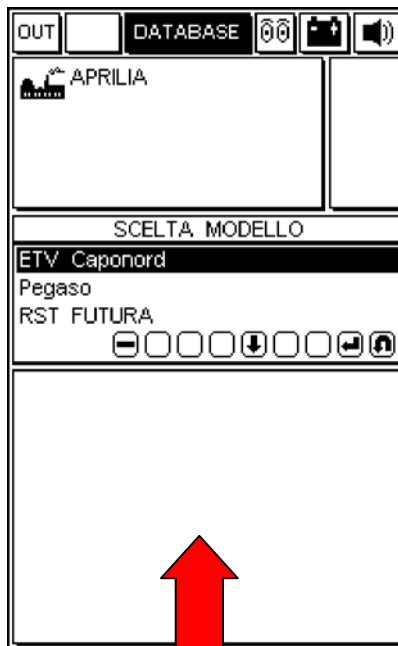 OUT DATABASE
APRILIA
SCELTA MODELLO
ETV Caponord
Pegaso
RST FUTURA